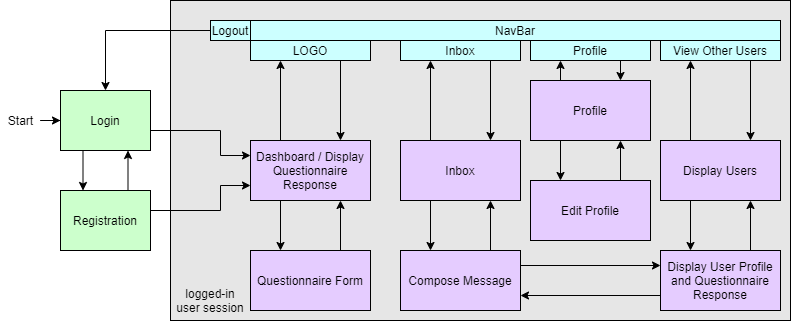 Logout
NavBar
LOGO
Inbox
Profile
View Other Users
Start
Login
Profile
Dashboard / Display
Questionnaire
Response
Inbox
Display Users
Registration
Edit Profile
Questionnaire Form
Compose Message
Display User Profile
and Questionnaire
Response
logged-in
user session